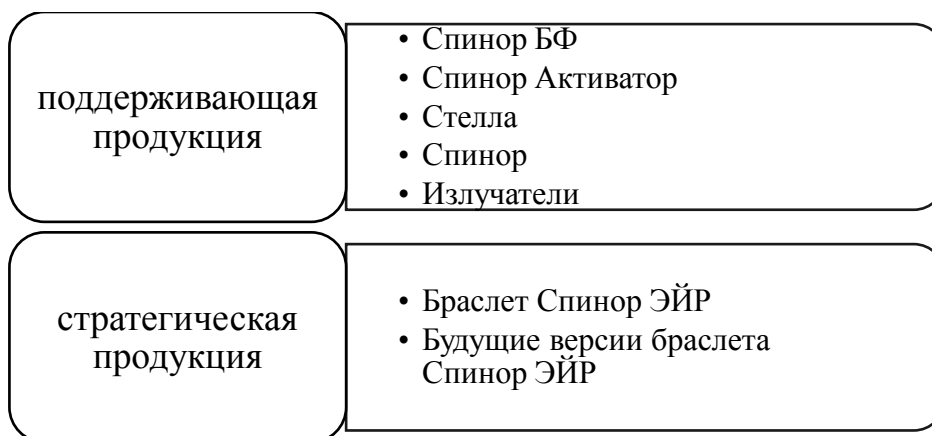 поддерживающая
продукция
• Спинор БФ
• Спинор Активатор
• Стелла
• Спинор
• Излучатели
стратегическая
продукция
• Браслет Спинор ЭЙР
• Будущие версии браслета
Спинор ЭЙР